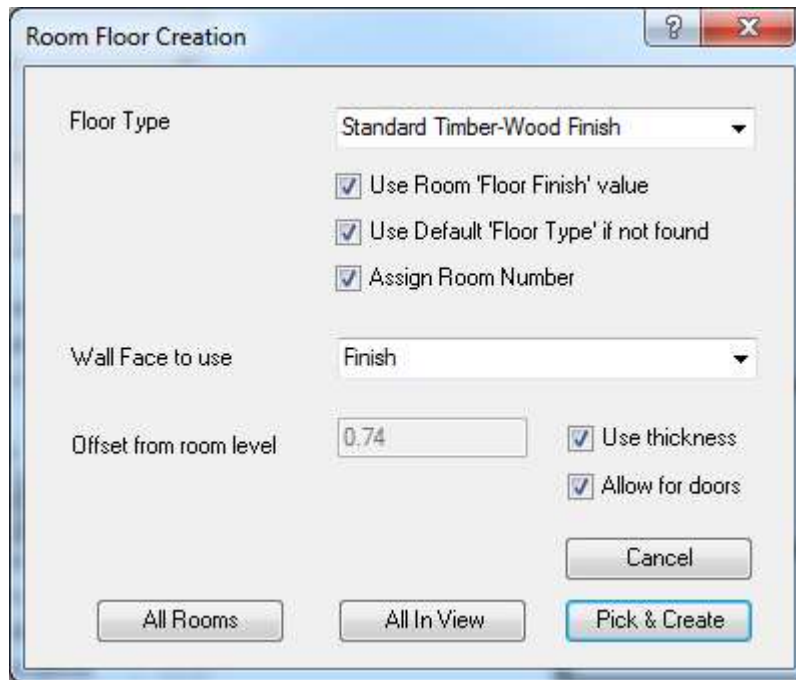 Room Floor Creation
Floor Type
Standard Timber-Wood Finish
Use Room 'Floor Finish' value
Use Default 'Floor Type' if not found
Assign Room Number
Wall Face to use
Finish
Offset from room level
0.74
Use thickness
Allow for doors
Cancel
All Rooms
All In View
Pick & Create